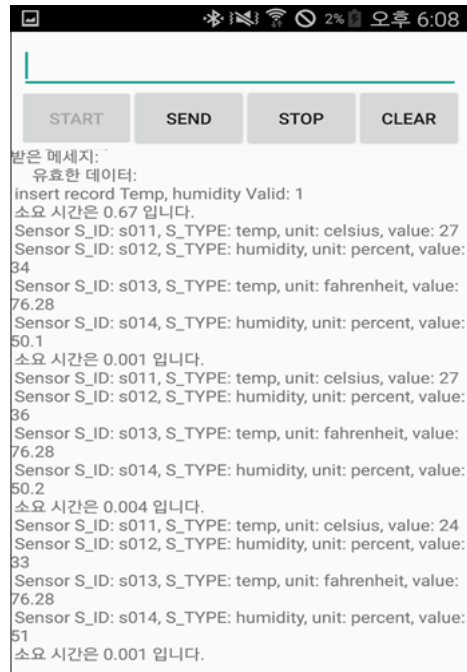 2% 오후 6:08
START SEND STOP CLEAR
받은 메세지:
유효한 데이터:
insert record Temp, humidity Valid: 1
소요 시간은 0.67 입니다.
Sensor S_ID: s011, S_TYPE: temp, unit: celsius, value: 27
Sensor S_ID: s012, S_TYPE: humidity, unit: percent, value:
34
Sensor S_ID: s013, S_TYPE: temp, unit: fahrenheit, value:
76.28
Sensor S_ID: s014, S_TYPE: humidity, unit: percent, value:
50.1
소요 시간은 0.001 입니다.
Sensor S_ID: s011, S_TYPE: temp, unit: celsius, value: 27
Sensor S_ID: s012, S_TYPE: humidity, unit: percent, value:
36
Sensor S_ID: s013, S_TYPE: temp, unit: fahrenheit, value:
76.28
Sensor S_ID: s014, S_TYPE: humidity, unit: percent, value:
50.2
소요 시간은 0.004 입니다.
Sensor S_ID: s011, S_TYPE: temp, unit: celsius, value: 24
Sensor S_ID: s012, S_TYPE: humidity, unit: percent, value:
33
Sensor S_ID: s013, S_TYPE: temp, unit: fahrenheit, value:
76.28
Sensor S_ID: s014, S_TYPE: humidity, unit: percent, value:
51
소요 시간은 0.001 입니다.